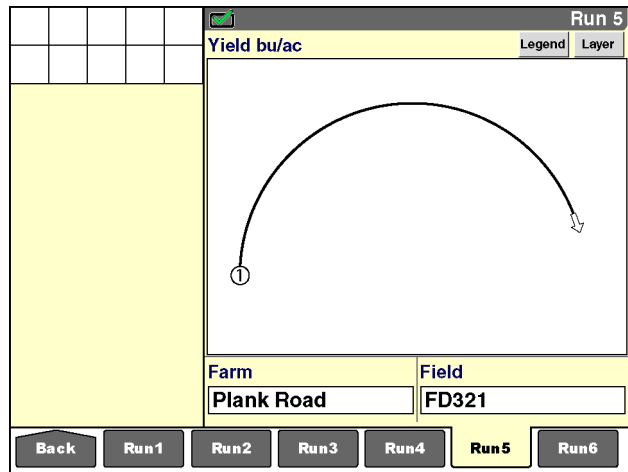 Run 5
Yield bu/ac
Legend
Layer
1
Farm
Field
Plank Road
FD321
Back
Run1
Run2
Run3
Run4
Run5
Run6